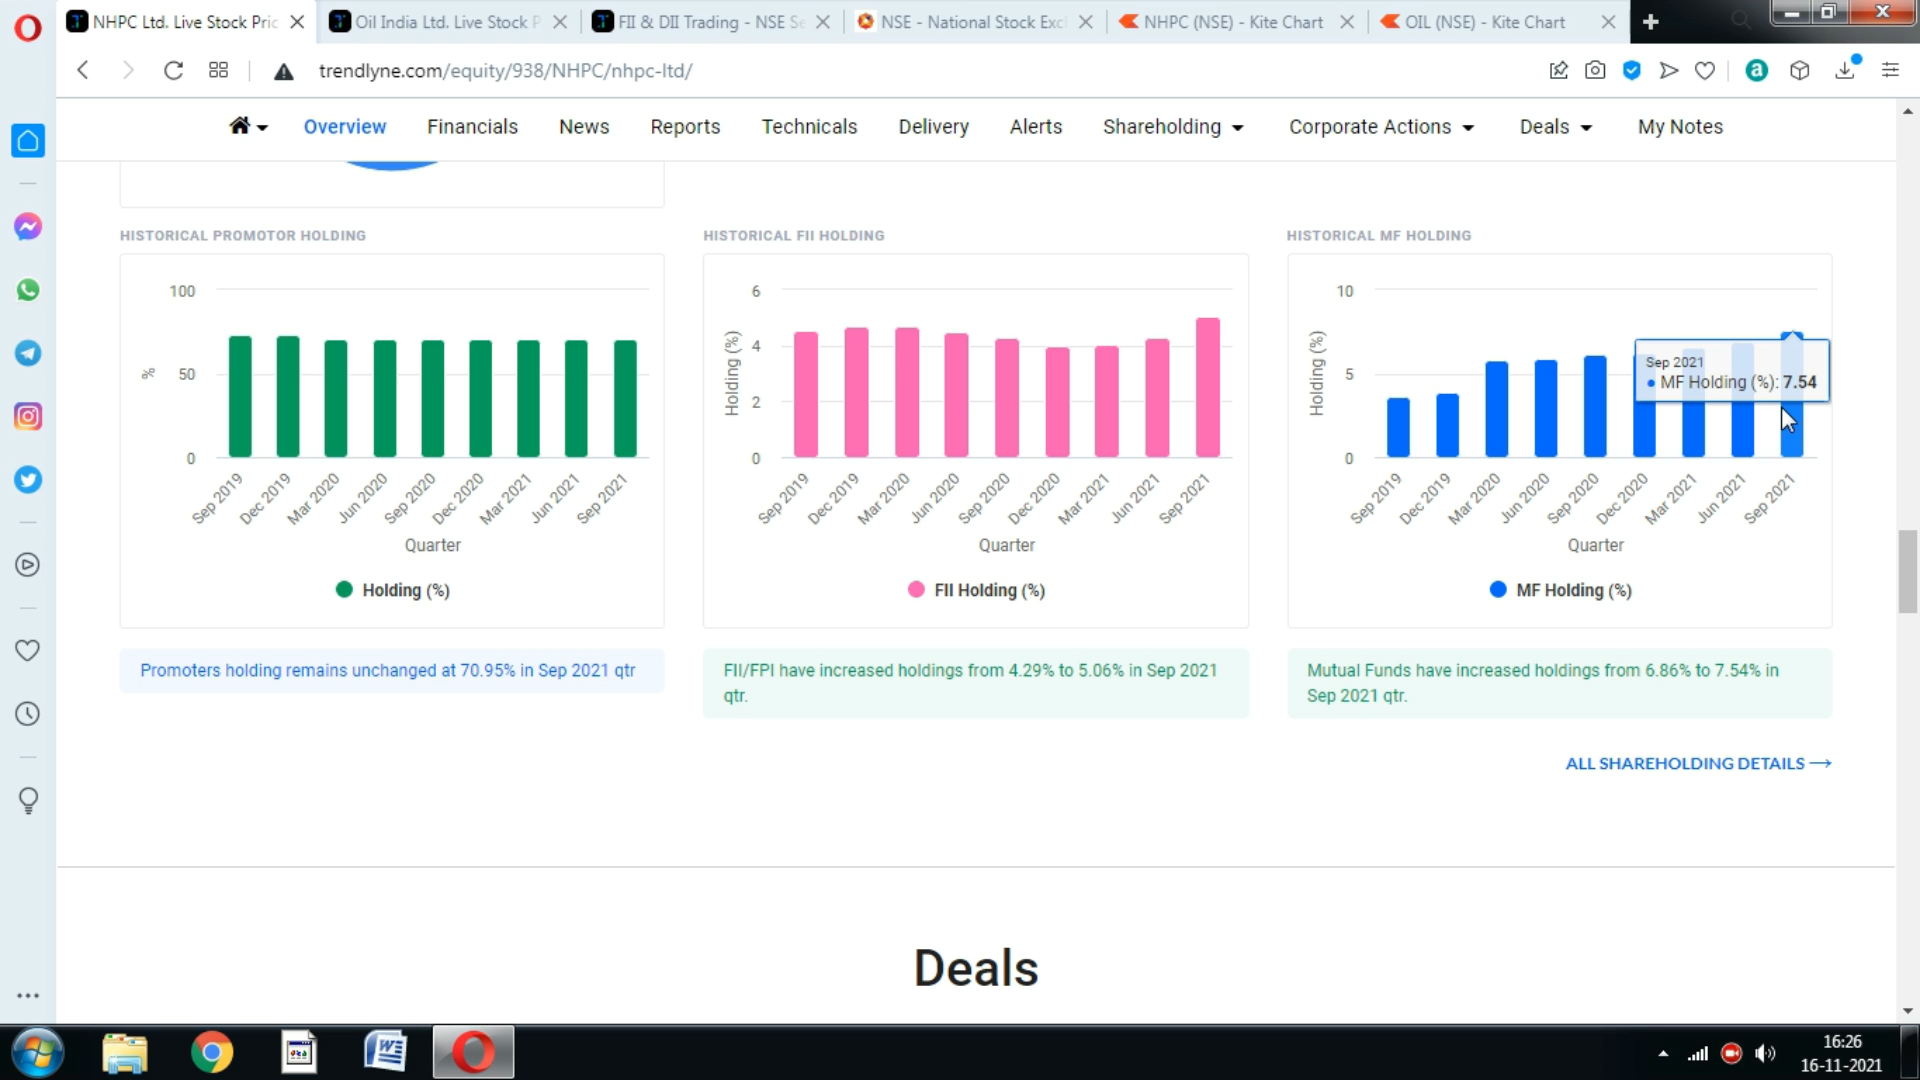 NHPC Ltd. Live Stock Pric
Oil India Ltd. Live Stock P
FII & DII Trading - NSE Se
NSE - National Stock Exc
NHPC (NSE) - Kite Chart
OIL (NSE) - Kite Chart
trendlyne.com/equity/938/NHPC/nhpc-ltd/
Overview
Financials
News
Reports
Technicals
Delivery
Alerts
Shareholding
Corporate Actions
Deals
My Notes
HISTORICAL PROMOTOR HOLDING
100
50
0
%
Sep 2019
Dec 2019
Mar 2020
Jun 2020
Sep 2020
Dec 2020
Mar 2021
Jun 2021
Sep 2021
Quarter
Holding (%)
Promoters holding remains unchanged at 70.95% in Sep 2021 qtr
HISTORICAL FII HOLDING
6
4
2
0
Holding (%)
Sep 2019
Dec 2019
Mar 2020
Jun 2020
Sep 2020
Dec 2020
Mar 2021
Jun 2021
Sep 2021
Quarter
FII Holding (%)
FII/FPI have increased holdings from 4.29% to 5.06% in Sep 2021
qtr.
HISTORICAL MF HOLDING
10
5
0
Holding (%)
Sep 2021
MF Holding (%): 7.54
Sep 2019
Dec 2019
Mar 2020
Jun 2020
Sep 2020
Dec 2020
Mar 2021
Jun 2021
Sep 2021
Quarter
MF Holding (%)
Mutual Funds have increased holdings from 6.86% to 7.54% in
Sep 2021 qtr.
ALL SHAREHOLDING DETAILS
Deals
16:26
16-11-2021